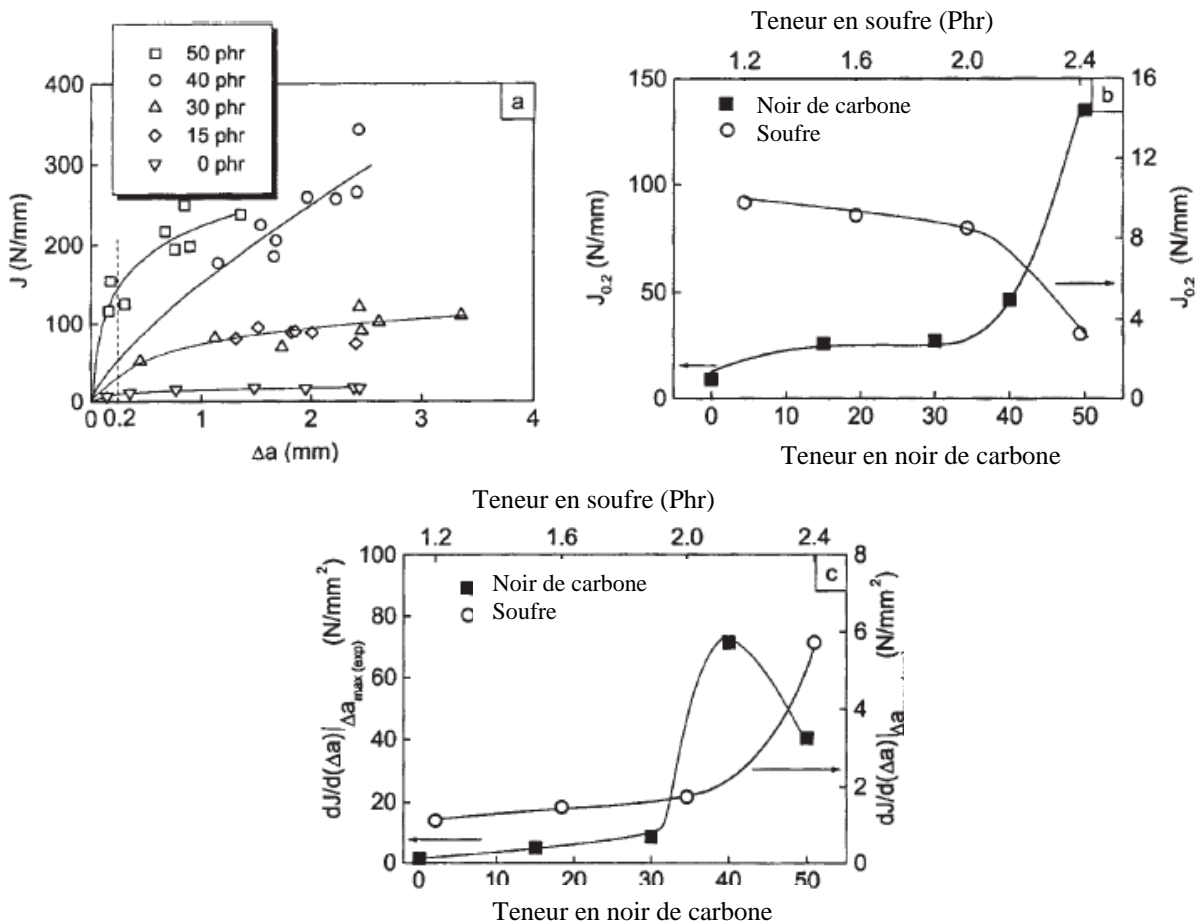 Teneur en soufre (Phr)
50 phr
40 phr
30 phr
15 phr
0 phr
a
400
300
200
100
0
J (N/mm)
0 0.2 1 2 3 4
Δa (mm)
1.2 1.6 2.0 2.4
b
Noir de carbone
Soufre
150
100
50
0
J0.2 (N/mm)
16
12
8
4
0
J0.2 (N/mm)
0 10 20 30 40 50
Teneur en noir de carbone
Teneur en soufre (Phr)
1.2 1.6 2.0 2.4
c
Noir de carbone
Soufre
100
80
60
40
20
0
dJ/d(Δa)|Δa max (exp) (N/mm²)
8
6
4
2
0
dJ/d(Δa)|Δa (N/mm²)
0 10 20 30 40 50
Teneur en noir de carbone